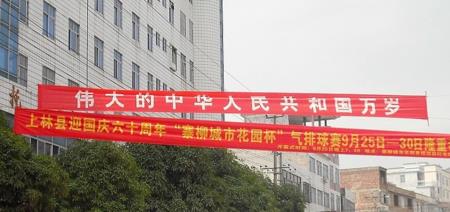 伟大的中华人民共和国万岁
上林县迎国庆六十周年“寨柳城市花园杯”气排球赛9月25日—30日隆重